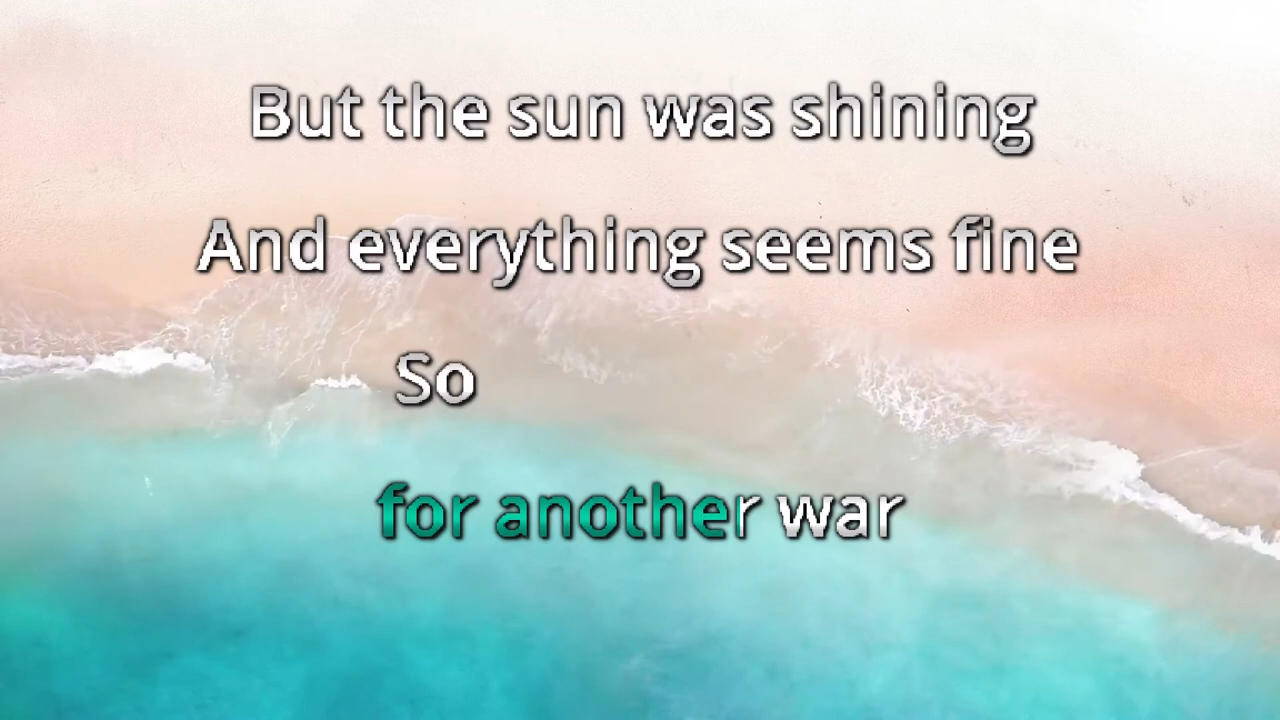 But the sun was shining
And everything seems fine
So
for another war